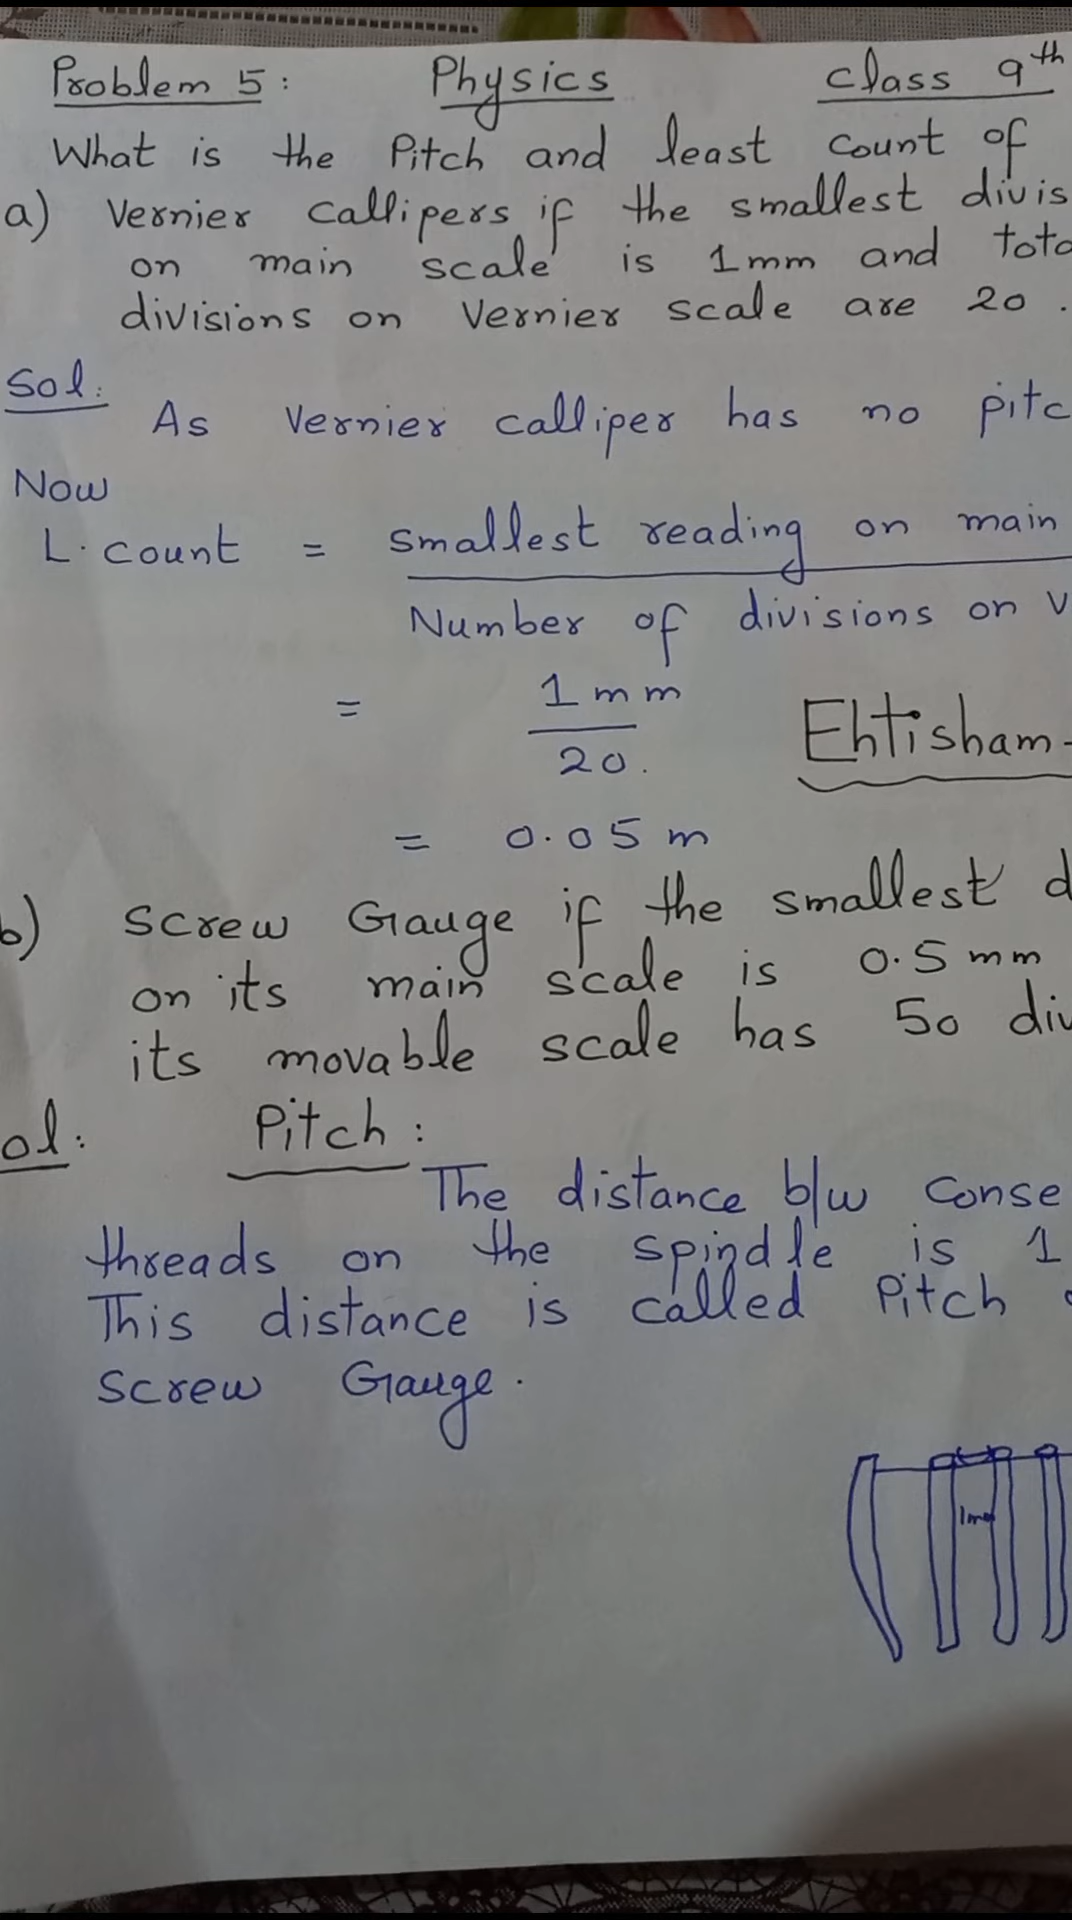 Problem 5: Physics class 9th
What is the Pitch and least count of
a) Vernier callipers if the smallest divis
on main scale is 1mm and tota
divisions on Vernier scale are 20.
Sol:
As Vernier calliper has no pitc
Now
L. count = smallest reading on main
Number of divisions on V
= 1mm
20.
Ehtisham-
= 0.05 m
b) Screw Gauge if the smallest d
on its main scale is 0.5 mm
its movable scale has 50 div
ol: Pitch:
The distance b/w conse
threads on the spindle is 1
This distance is called Pitch
Screw Gauge.